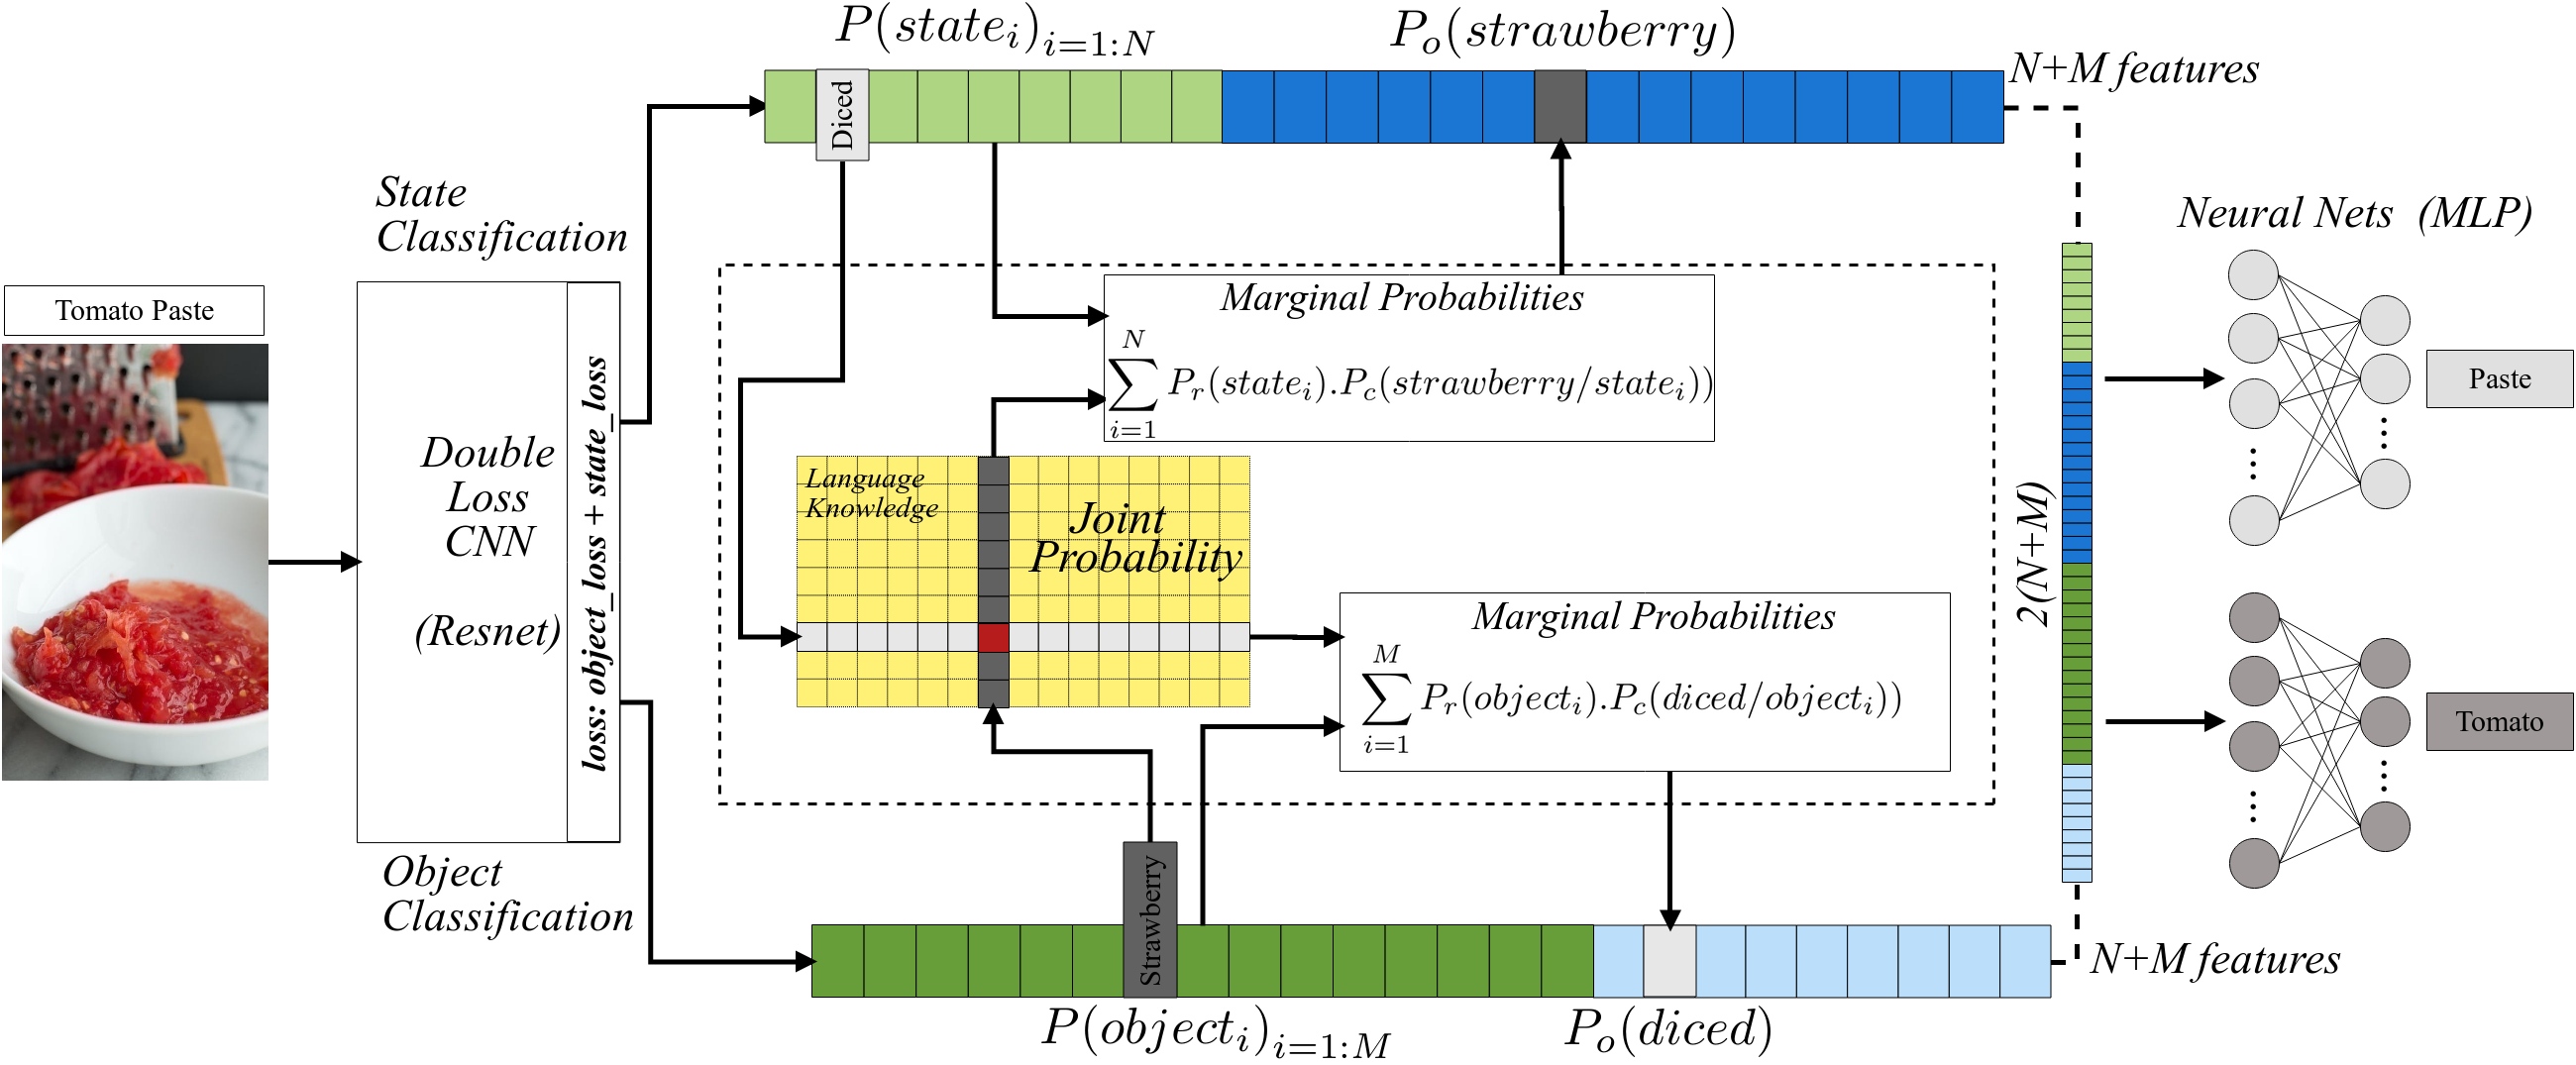 P(state_i)_{i=1:N}
P_o(strawberry)
N+M features
Diced
State
Classification
Neural Nets (MLP)
Tomato Paste
Marginal Probabilities
\sum_{i=1}^{N} P_r(state_i).P_c(strawberry/state_i))
Paste
Double
Loss
CNN
(Resnet)
loss: object_loss + state_loss
Language
Knowledge
Joint
Probability
2(N+M)
Marginal Probabilities
\sum_{i=1}^{M} P_r(object_i).P_c(diced/object_i))
Tomato
Object
Classification
Strawberry
N+M features
P(object_i)_{i=1:M}
P_o(diced)